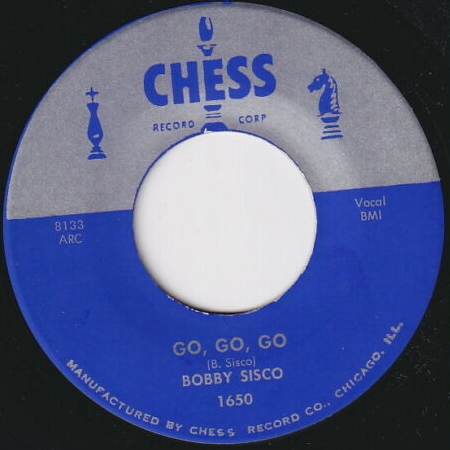 CHESS
RECORD CORP
8133
ARC
Vocal
BMI
GO, GO, GO
(B. Sisco)
BOBBY SISCO
1650
MANUFACTURED BY CHESS RECORD CO., CHICAGO, ILL.